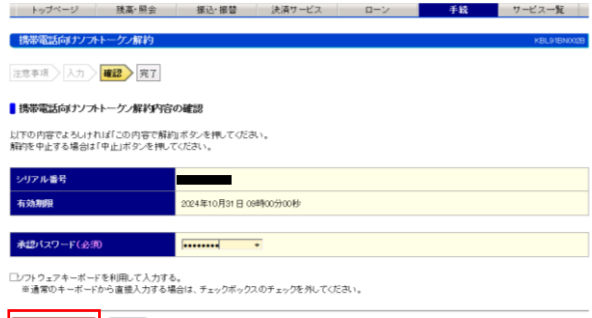 トップページ 残高・照会 振込・振替 決済サービス ローン 手続 サービス一覧
携帯電話向けソフトトークン解約 KBL91BN002B
注意事項 入力 確認 完了
携帯電話向けソフトトークン解約内容の確認
以下の内容でよろしければ「この内容で解約」ボタンを押してください。
解約を中止する場合は「中止」ボタンを押してください。
シリアル番号
有効期限 2024年10月31日 09時00分00秒
承認パスワード(必須) ••••••••
□ソフトウェアキーボードを利用して入力する。
※通常のキーボードから直接入力する場合は、チェックボックスのチェックを外してください。